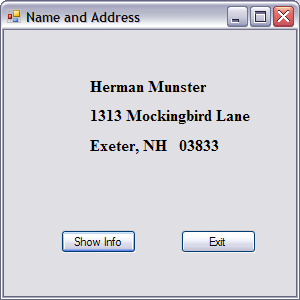 Name and Address
Herman Munster
1313 Mockingbird Lane
Exeter, NH   03833
Show Info
Exit